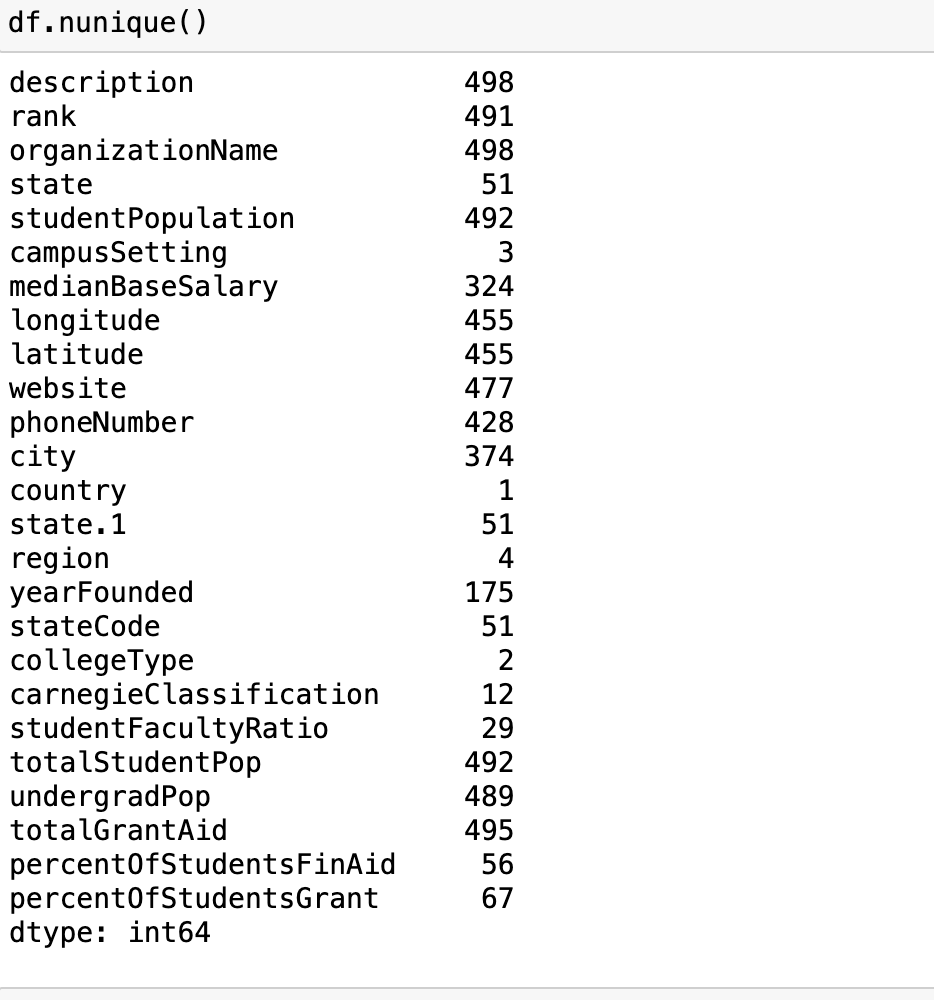 df.nunique()
description 498
rank 491
organizationName 498
state 51
studentPopulation 492
campusSetting 3
medianBaseSalary 324
longitude 455
latitude 455
website 477
phoneNumber 428
city 374
country 1
state.1 51
region 4
yearFounded 175
stateCode 51
collegeType 2
carnegieClassification 12
studentFacultyRatio 29
totalStudentPop 492
undergradPop 489
totalGrantAid 495
percentOfStudentsFinAid 56
percentOfStudentsGrant 67
dtype: int64